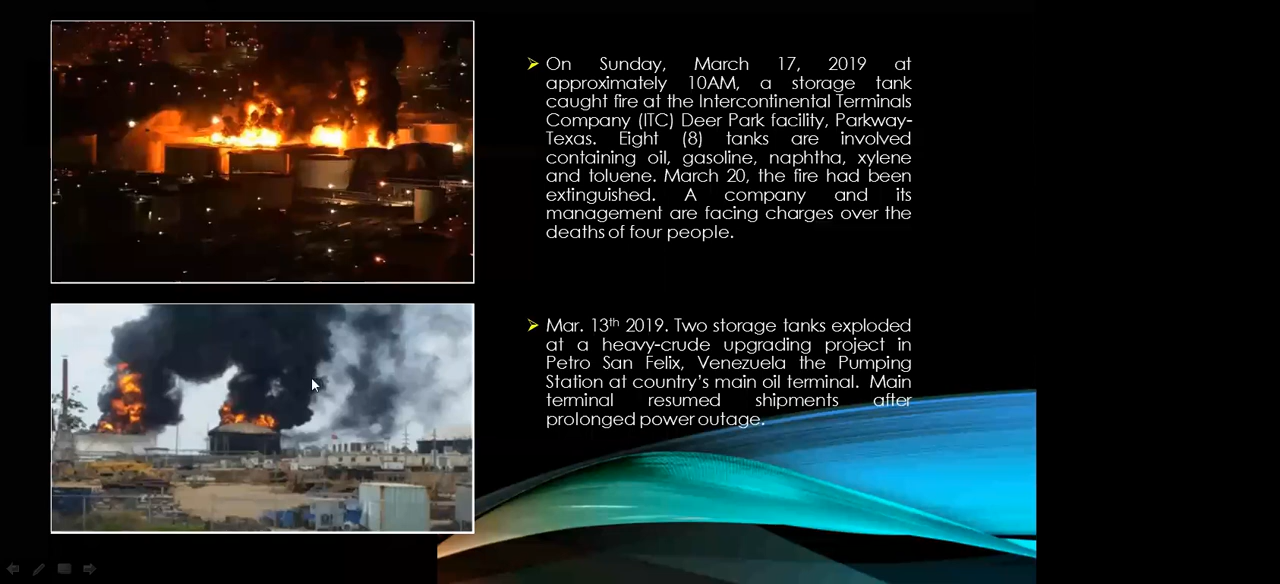 On Sunday, March 17, 2019 at
approximately 10AM, a storage tank
caught fire at the Intercontinental Terminals
Company (ITC) Deer Park facility, Parkway-
Texas. Eight (8) tanks are involved
containing oil, gasoline, naphtha, xylene
and toluene. March 20, the fire had been
extinguished. A company and its
management are facing charges over the
deaths of four people.
Mar. 13th 2019. Two storage tanks exploded
at a heavy-crude upgrading project in
Petro San Felix, Venezuela the Pumping
Station at country's main oil terminal. Main
terminal resumed shipments after
prolonged power outage.